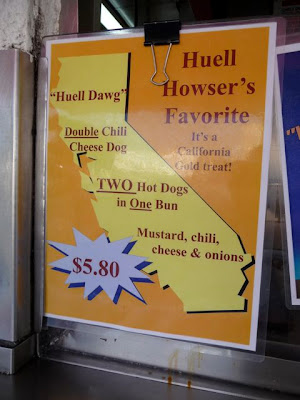 Huell
Howser's
Favorite
It's a
California
Gold treat!
"Huell Dawg"
Double Chili
Cheese Dog
TWO Hot Dogs
in One Bun
Mustard, chili,
cheese & onions
$5.80